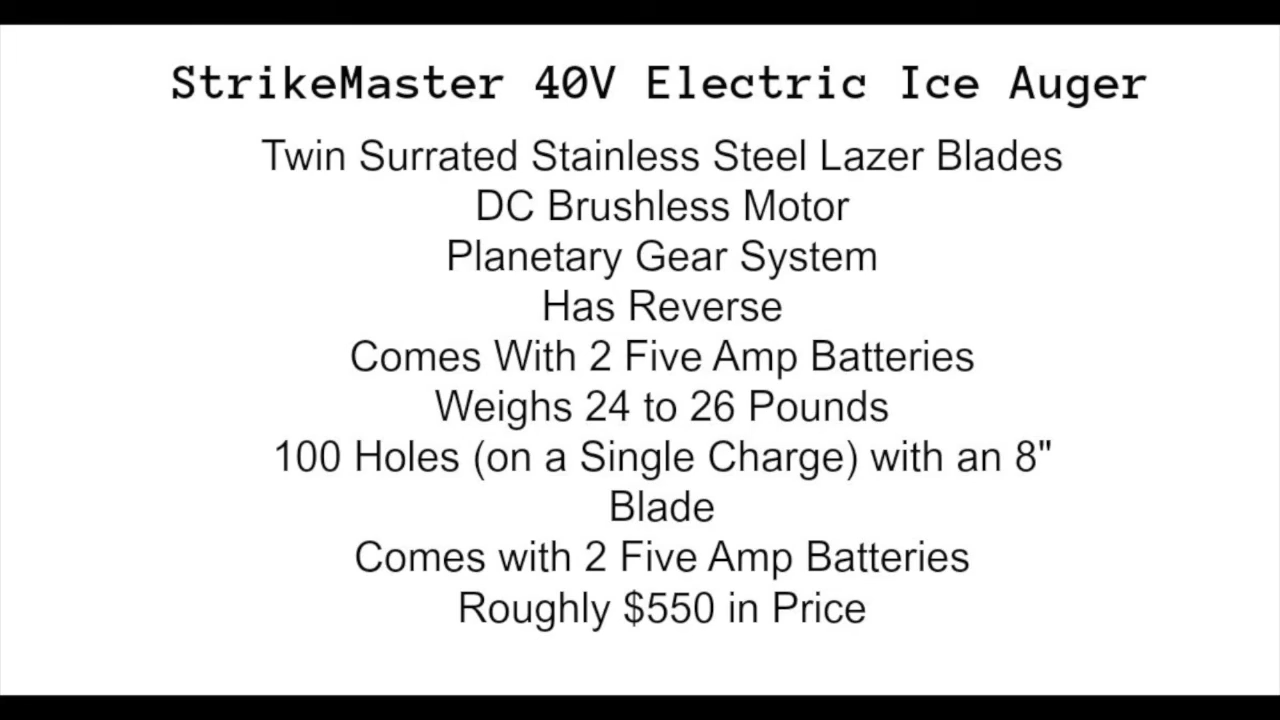 StrikeMaster 40V Electric Ice Auger
Twin Surrated Stainless Steel Lazer Blades
DC Brushless Motor
Planetary Gear System
Has Reverse
Comes With 2 Five Amp Batteries
Weighs 24 to 26 Pounds
100 Holes (on a Single Charge) with an 8"
Blade
Comes with 2 Five Amp Batteries
Roughly $550 in Price